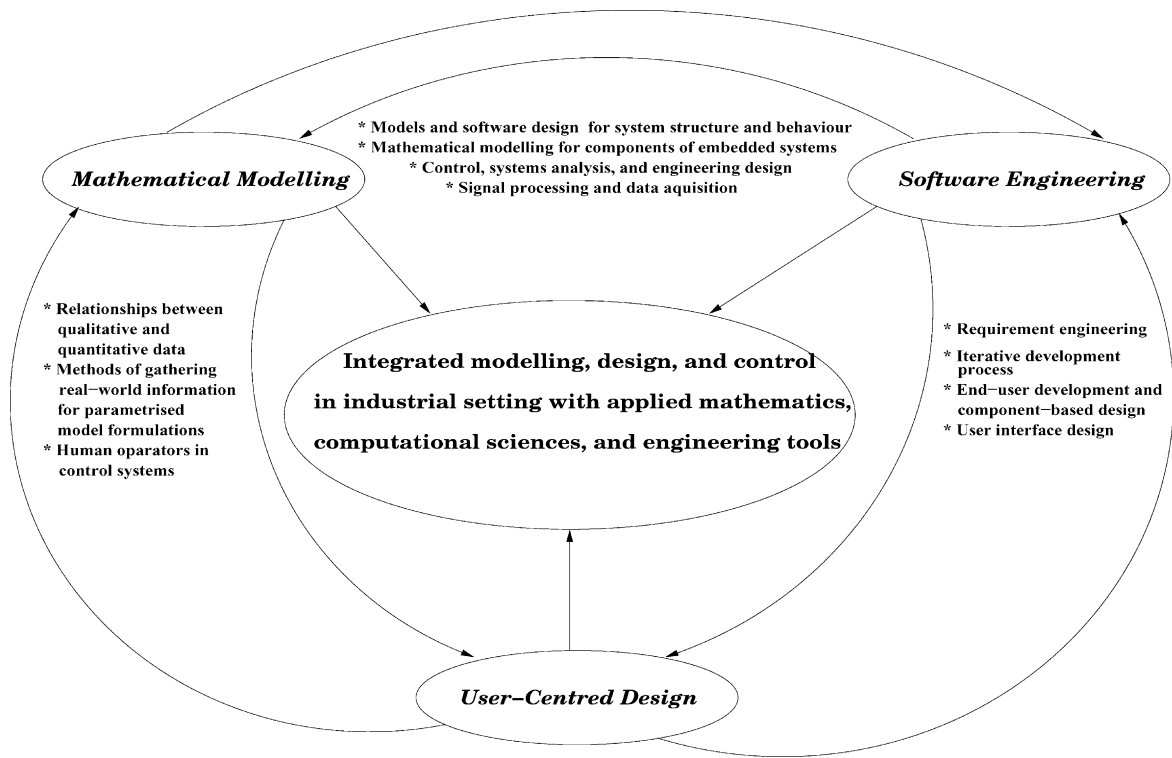 * Models and software design for system structure and behaviour
* Mathematical modelling for components of embedded systems
* Control, systems analysis, and engineering design
* Signal processing and data aquisition
Mathematical Modelling
Software Engineering
* Relationships between
qualitative and
quantitative data
* Methods of gathering
real−world information
for parametrised
model formulations
* Human oparators in
control systems
Integrated modelling, design, and control
in industrial setting with applied mathematics,
computational sciences, and engineering tools
* Requirement engineering
* Iterative development
process
* End−user development and
component−based design
* User interface design
User−Centred Design